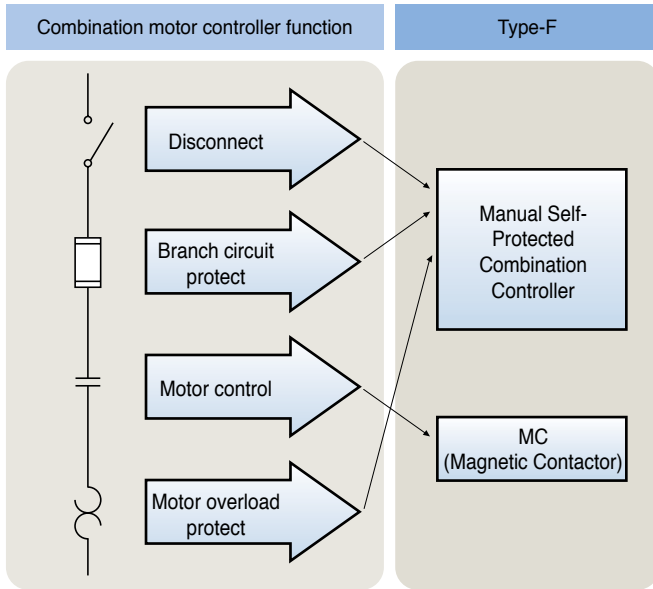 Combination motor controller function
Type-F
Disconnect
Branch circuit
protect
Motor control
Motor overload
protect
Manual Self-
Protected
Combination
Controller
MC
(Magnetic Contactor)